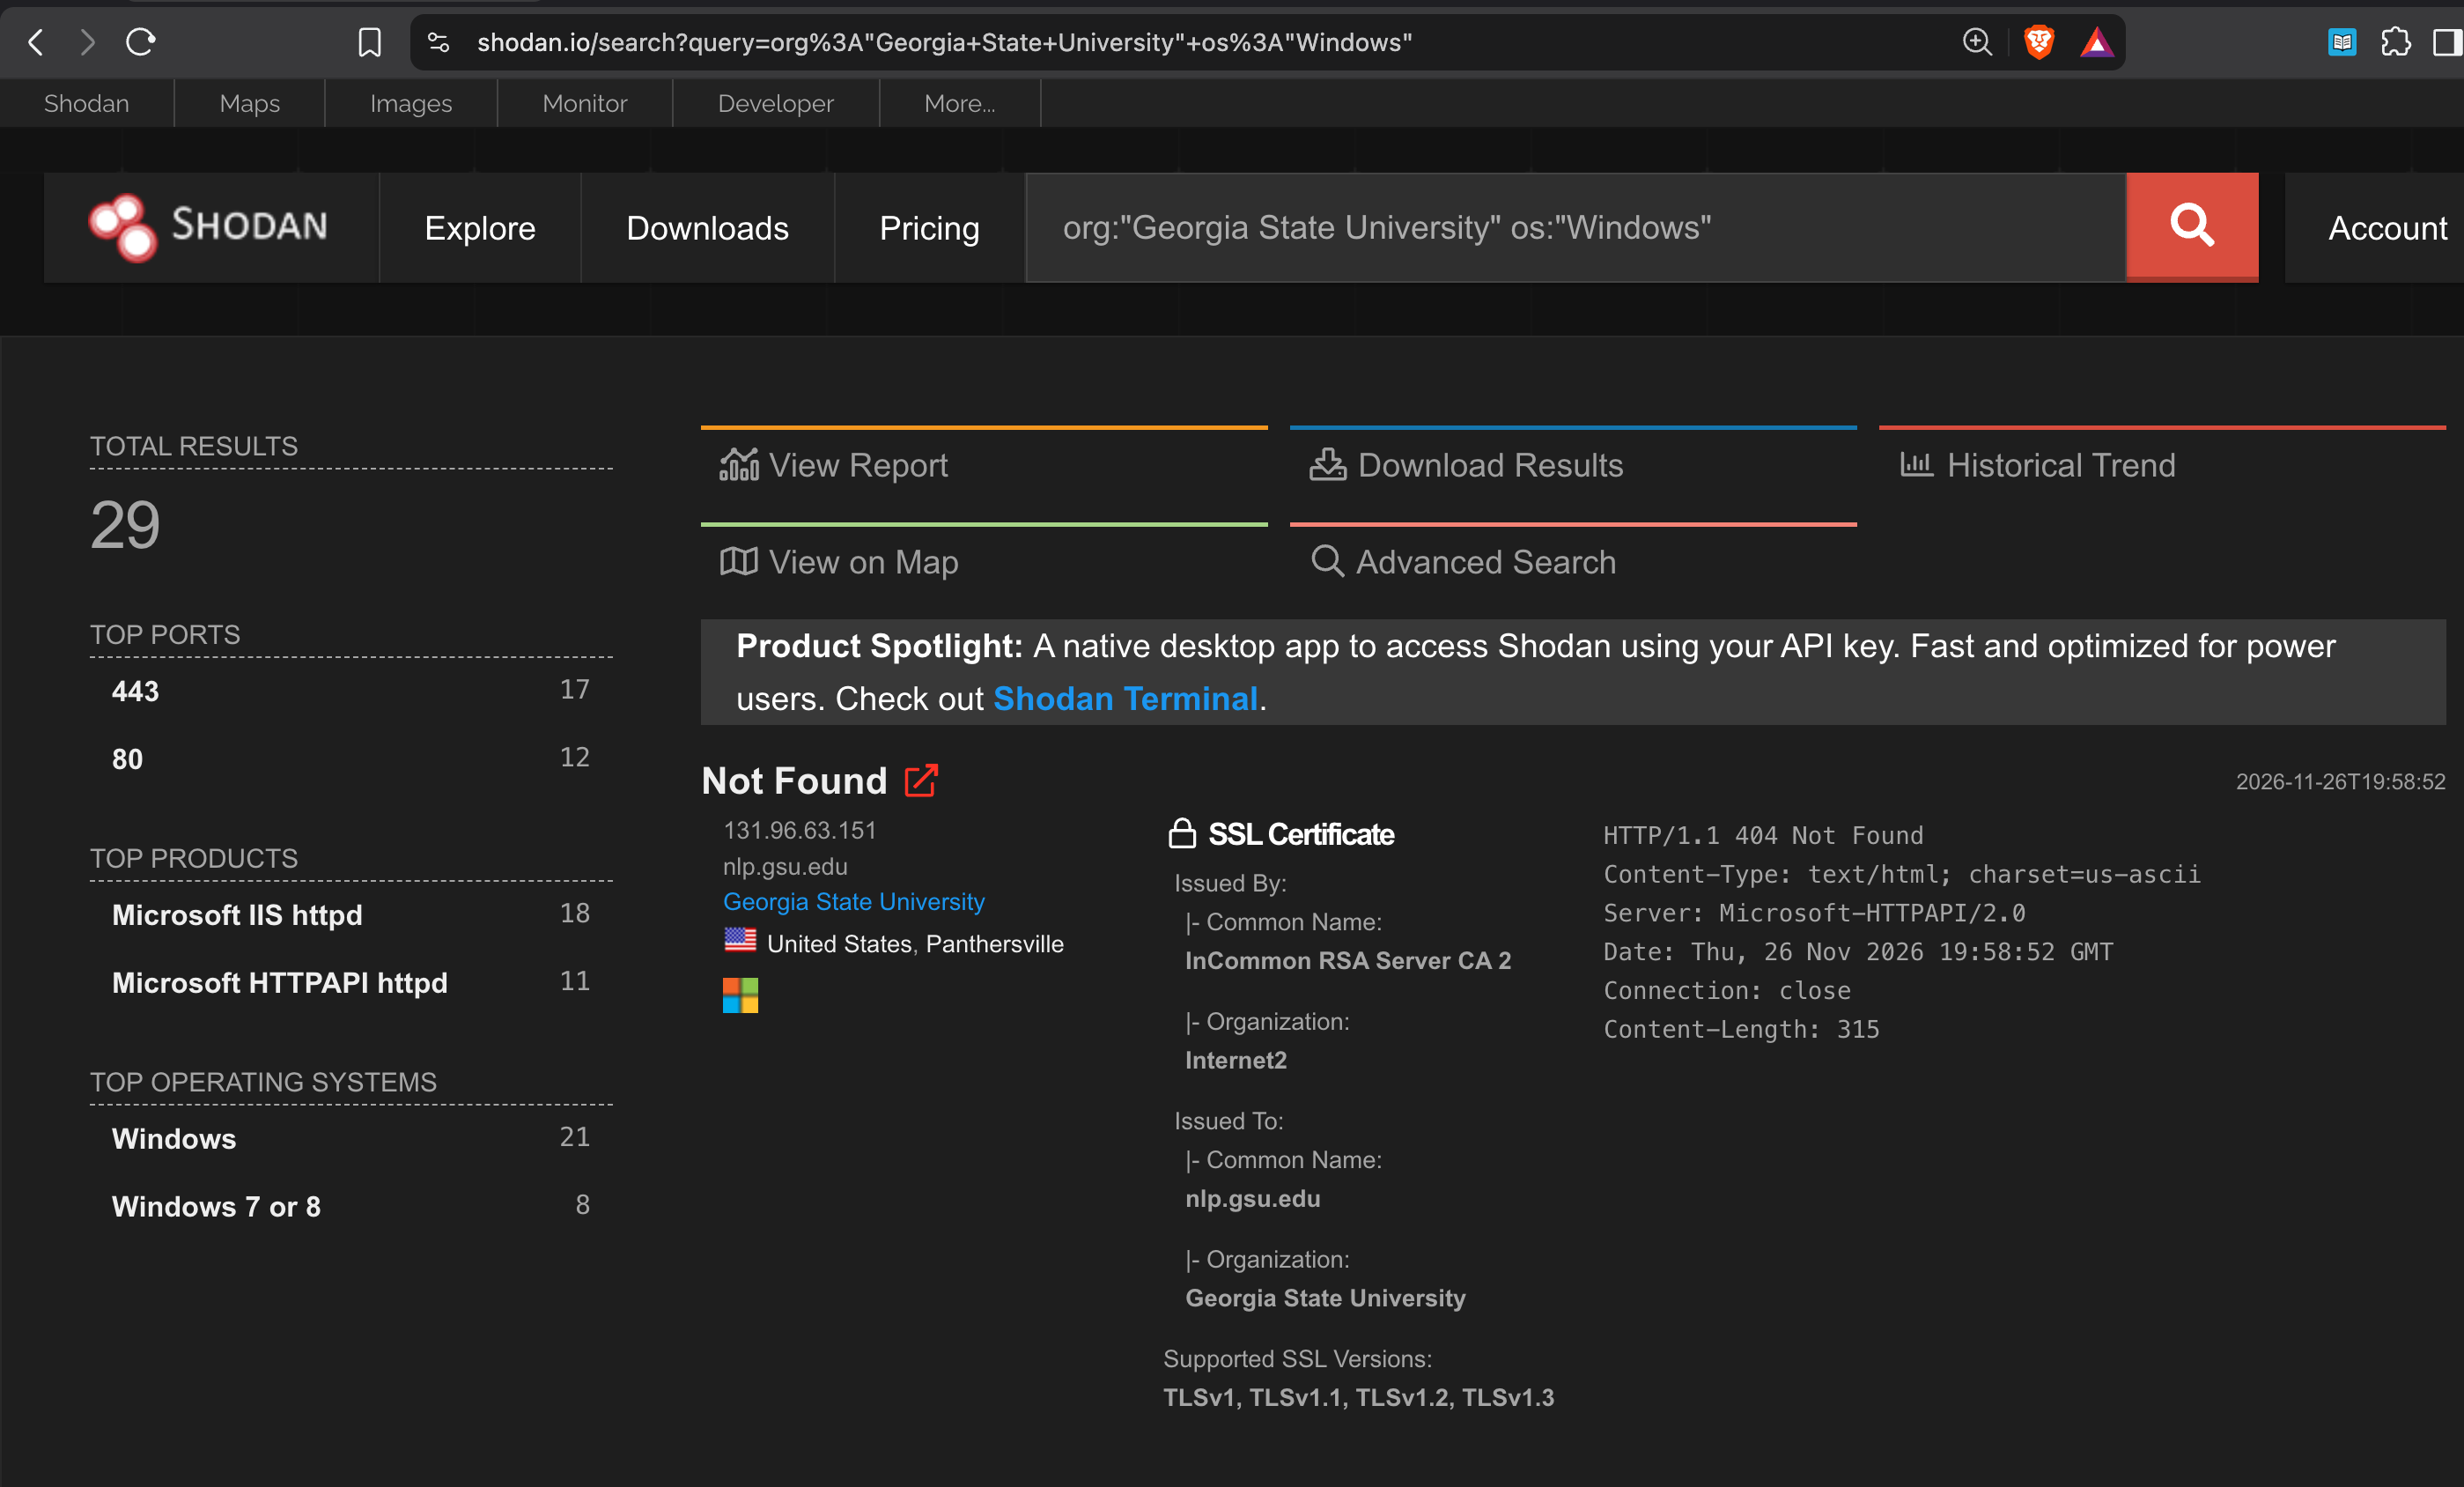 shodan.io/search?query=org%3A"Georgia+State+University"+os%3A"Windows"
Shodan Maps Images Monitor Developer More...
SHODAN Explore Downloads Pricing org:"Georgia State University" os:"Windows" Account
TOTAL RESULTS
29
TOP PORTS
443 17
80 12
TOP PRODUCTS
Microsoft IIS httpd 18
Microsoft HTTPAPI httpd 11
TOP OPERATING SYSTEMS
Windows 21
Windows 7 or 8 8
View Report Download Results Historical Trend
View on Map Advanced Search
Product Spotlight: A native desktop app to access Shodan using your API key. Fast and optimized for power
users. Check out Shodan Terminal.
Not Found 2026-11-26T19:58:52
131.96.63.151
nlp.gsu.edu
Georgia State University
United States, Panthersville
SSL Certificate
Issued By:
|- Common Name:
InCommon RSA Server CA 2
|- Organization:
Internet2
Issued To:
|- Common Name:
nlp.gsu.edu
|- Organization:
Georgia State University
Supported SSL Versions:
TLSv1, TLSv1.1, TLSv1.2, TLSv1.3
HTTP/1.1 404 Not Found
Content-Type: text/html; charset=us-ascii
Server: Microsoft-HTTPAPI/2.0
Date: Thu, 26 Nov 2026 19:58:52 GMT
Connection: close
Content-Length: 315